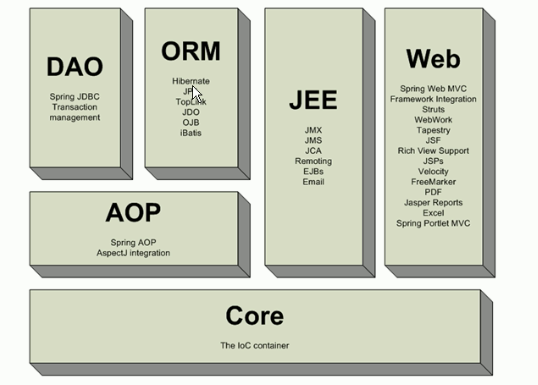 DAO
Spring JDBC
Transaction
management
ORM
Hibernate
TopLink
JDO
OJB
iBatis
JEE
JMX
JMS
JCA
Remoting
EJBs
Email
Web
Spring Web MVC
Framework Integration
Struts
WebWork
Tapestry
JSF
Rich View Support
JSPs
Velocity
FreeMarker
PDF
Jasper Reports
Excel
Spring Portlet MVC
AOP
Spring AOP
AspectJ integration
Core
The IoC container